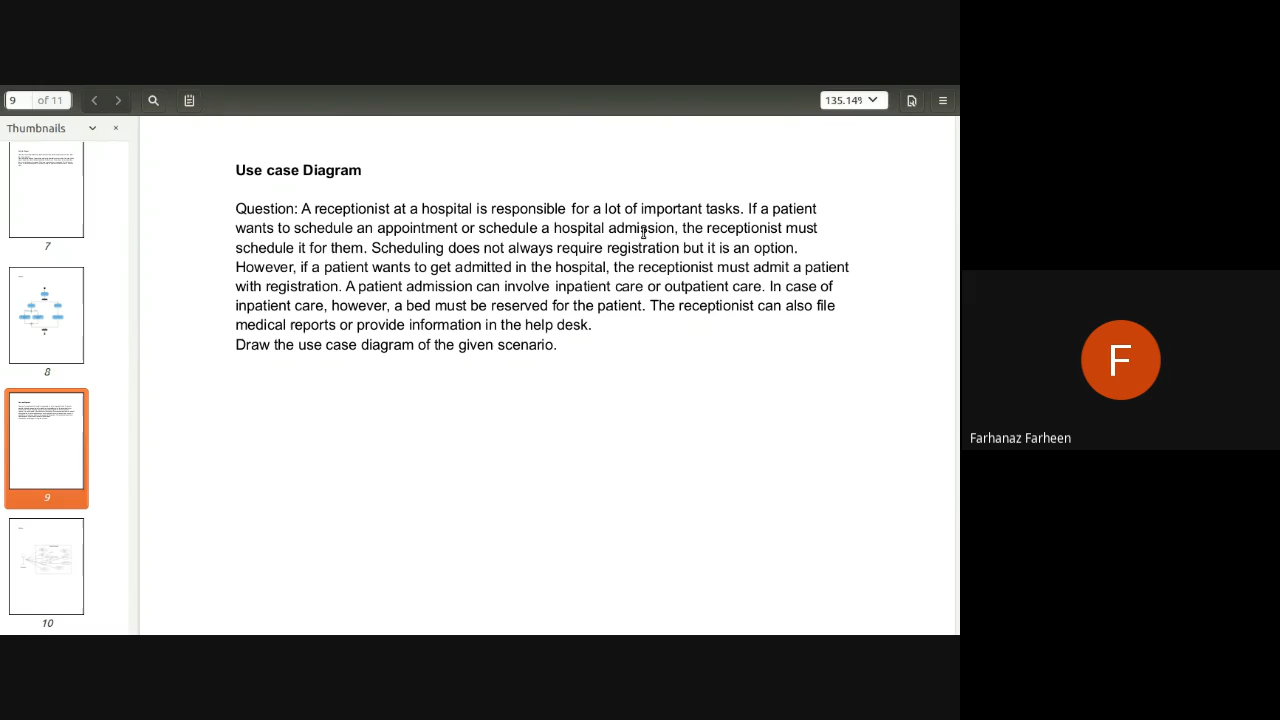 9 of 11
135.14%
Thumbnails
7
8
9
10
Use case Diagram
Question: A receptionist at a hospital is responsible for a lot of important tasks. If a patient
wants to schedule an appointment or schedule a hospital admission, the receptionist must
schedule it for them. Scheduling does not always require registration but it is an option.
However, if a patient wants to get admitted in the hospital, the receptionist must admit a patient
with registration. A patient admission can involve inpatient care or outpatient care. In case of
inpatient care, however, a bed must be reserved for the patient. The receptionist can also file
medical reports or provide information in the help desk.
Draw the use case diagram of the given scenario.
F
Farhanaz Farheen